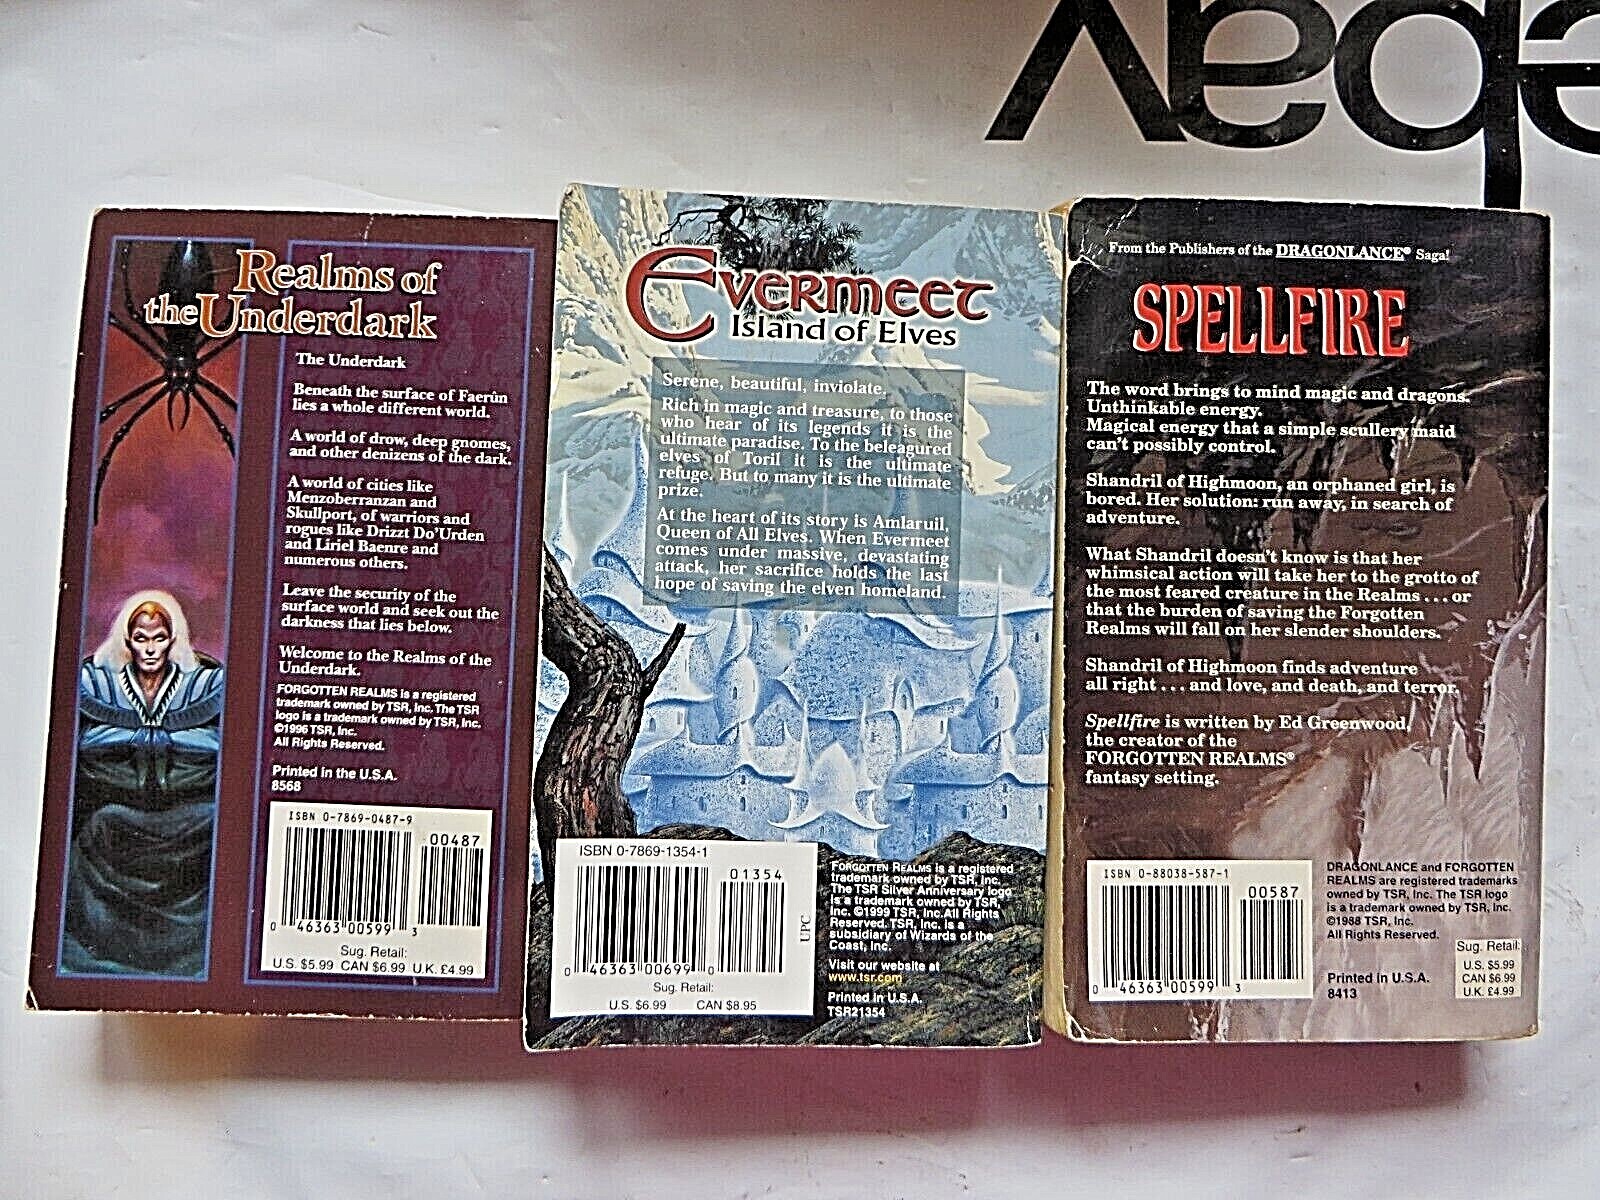 ebay
Realms of
the Underdark
The Underdark
Beneath the surface of Faerûn
lies a whole different world.
A world of drow, deep gnomes,
and other denizens of the dark.
A world of cities like
Menzoberranzan and
Skullport, of warriors and
rogues like Drizzt Do'Urden
and Liriel Baenre and
numerous others.
Leave the security of the
surface world and seek out the
darkness that lies below.
Welcome to the Realms of the
Underdark.
FORGOTTEN REALMS is a registered
trademark owned by TSR, Inc. The TSR
logo is a trademark owned by TSR, Inc.
©1996 TSR, Inc.
All Rights Reserved.
Printed in the U.S.A.
8568
ISBN 0-7869-0487-9
00487
0 46363 00599 3
Sug. Retail:
U.S. $5.99 CAN $6.99 U.K. £4.99
Evermeet
Island of Elves
Serene, beautiful, inviolate.
Rich in magic and treasure, to those
who hear of its legends it is the
ultimate paradise. To the beleagured
elves of Toril it is the ultimate
refuge. But to many it is the ultimate
prize.
At the heart of its story is Amlaruil,
Queen of All Elves. When Evermeet
comes under massive, devastating
attack, her sacrifice holds the last
hope of saving the elven homeland.
ISBN 0-7869-1354-1
01354
0 46363 00699 0
UPC
Sug. Retail:
U.S. $6.99 CAN $8.95
FORGOTTEN REALMS is a registered
trademark owned by TSR, Inc.
The TSR Silver Anniversary logo
is a trademark owned by TSR,
Inc. ©1999 TSR, Inc.All Rights
Reserved. TSR, Inc. is a
subsidiary of Wizards of the
Coast, Inc.
Visit our website at
www.tsr.com
Printed in U.S.A.
TSR21354
From the Publishers of the DRAGONLANCE® Saga!
SPELLFIRE
The word brings to mind magic and dragons.
Unthinkable energy.
Magical energy that a simple scullery maid
can't possibly control.
Shandril of Highmoon, an orphaned girl, is
bored. Her solution: run away, in search of
adventure.
What Shandril doesn't know is that her
whimsical action will take her to the grotto of
the most feared creature in the Realms . . . or
that the burden of saving the Forgotten
Realms will fall on her slender shoulders.
Shandril of Highmoon finds adventure
all right . . . and love, and death, and terror.
Spellfire is written by Ed Greenwood,
the creator of the
FORGOTTEN REALMS®
fantasy setting.
ISBN 0-88038-587-1
00587
0 46363 00599 3
DRAGONLANCE and FORGOTTEN
REALMS are registered trademarks
owned by TSR, Inc. The TSR logo
is a trademark owned by TSR, Inc.
©1988 TSR, Inc.
All Rights Reserved.
Printed in U.S.A.
8413
Sug. Retail:
U.S. $5.99
CAN $6.99
U.K. £4.99